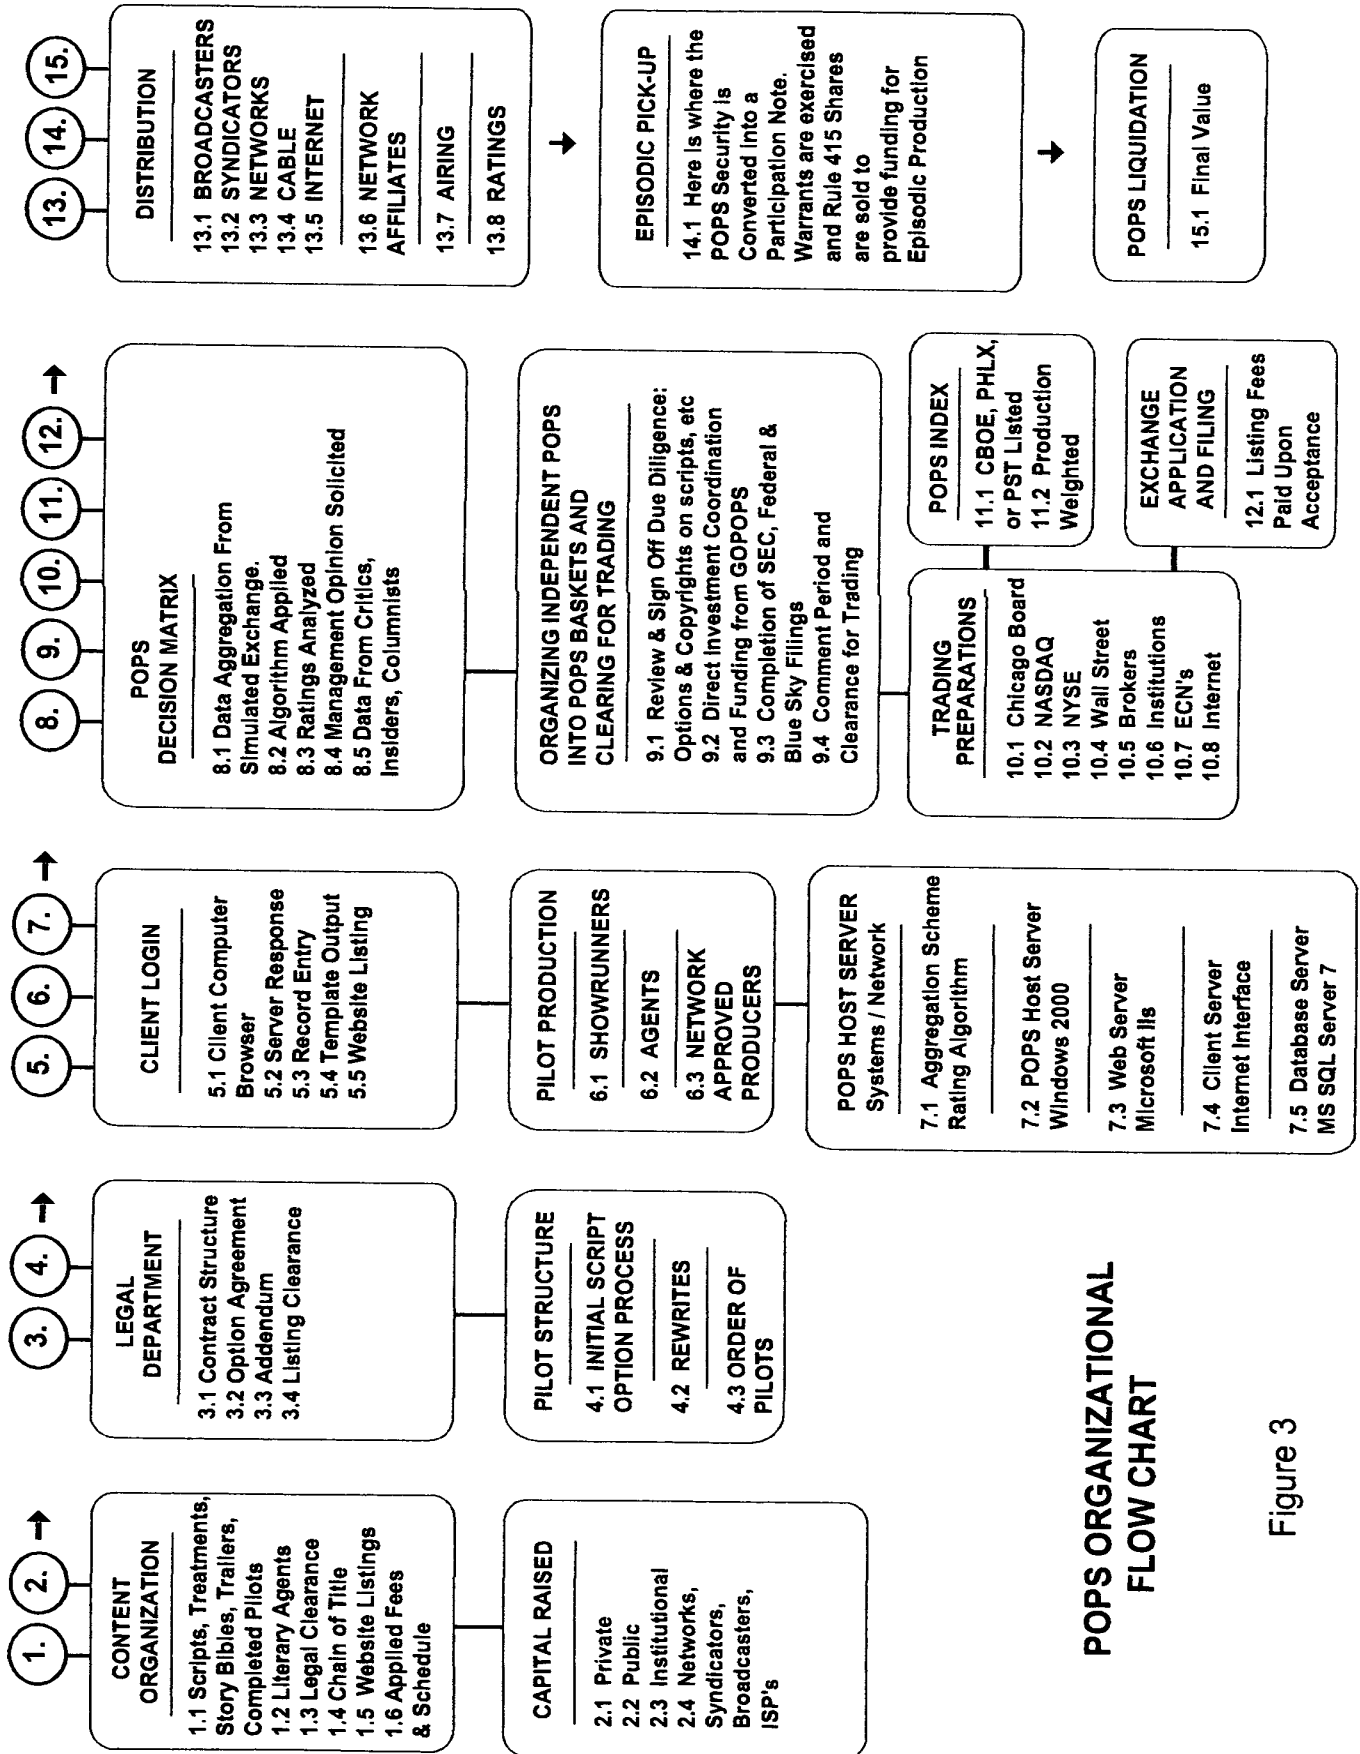 1.
2.
CONTENT
ORGANIZATION
1.1 Scripts, Treatments,
Story Bibles, Trailers,
Completed Pilots
1.2 Literary Agents
1.3 Legal Clearance
1.4 Chain of Title
1.5 Website Listings
1.6 Applied Fees
& Schedule
CAPITAL RAISED
2.1 Private
2.2 Public
2.3 Institutional
2.4 Networks,
Syndicators,
Broadcasters,
ISP's
3.
4.
LEGAL
DEPARTMENT
3.1 Contract Structure
3.2 Option Agreement
3.3 Addendum
3.4 Listing Clearance
PILOT STRUCTURE
4.1 INITIAL SCRIPT
OPTION PROCESS
4.2 REWRITES
4.3 ORDER OF
PILOTS
5.
6.
7.
CLIENT LOGIN
5.1 Client Computer
Browser
5.2 Server Response
5.3 Record Entry
5.4 Template Output
5.5 Website Listing
PILOT PRODUCTION
6.1 SHOWRUNNERS
6.2 AGENTS
6.3 NETWORK
APPROVED
PRODUCERS
POPS HOST SERVER
Systems / Network
7.1 Aggregation Scheme
Rating Algorithm
7.2 POPS Host Server
Windows 2000
7.3 Web Server
Microsoft IIs
7.4 Client Server
Internet Interface
7.5 Database Server
MS SQL Server 7
8.
9.
10.
11.
12.
POPS
DECISION MATRIX
8.1 Data Aggregation From
Simulated Exchange.
8.2 Algorithm Applied
8.3 Ratings Analyzed
8.4 Management Opinion Solicited
8.5 Data From Critics,
Insiders, Columnists
ORGANIZING INDEPENDENT POPS
INTO POPS BASKETS AND
CLEARING FOR TRADING
9.1 Review & Sign Off Due Diligence:
Options & Copyrights on scripts, etc
9.2 Direct Investment Coordination
and Funding from GOPOPS
9.3 Completion of SEC, Federal &
Blue Sky Filings
9.4 Comment Period and
Clearance for Trading
TRADING
PREPARATIONS
10.1 Chicago Board
10.2 NASDAQ
10.3 NYSE
10.4 Wall Street
10.5 Brokers
10.6 Institutions
10.7 ECN's
10.8 Internet
POPS INDEX
11.1 CBOE, PHLX,
or PST Listed
11.2 Production
Weighted
EXCHANGE
APPLICATION
AND FILING
12.1 Listing Fees
Paid Upon
Acceptance
13.
14.
15.
DISTRIBUTION
13.1 BROADCASTERS
13.2 SYNDICATORS
13.3 NETWORKS
13.4 CABLE
13.5 INTERNET
13.6 NETWORK
AFFILIATES
13.7 AIRING
13.8 RATINGS
EPISODIC PICK-UP
14.1 Here is where the
POPS Security is
Converted into a
Participation Note.
Warrants are exercised
and Rule 415 Shares
are sold to
provide funding for
Episodic Production
POPS LIQUIDATION
15.1 Final Value
POPS ORGANIZATIONAL
FLOW CHART
Figure 3